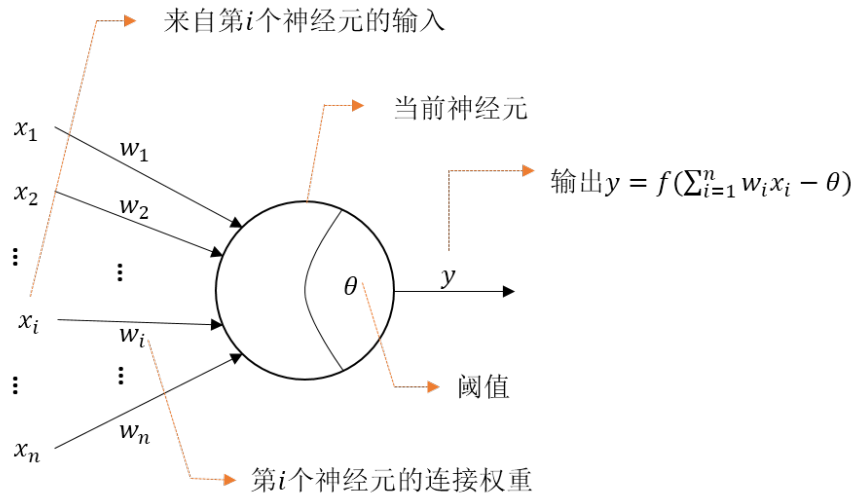 来自第i个神经元的输入
当前神经元
x₁
w₁
输出y = f(∑ⁿᵢ₌₁ wᵢxᵢ − θ)
x₂
w₂
⋮
⋮
θ
y
xᵢ
wᵢ
⋮
⋮
阈值
wₙ
xₙ
第i个神经元的连接权重